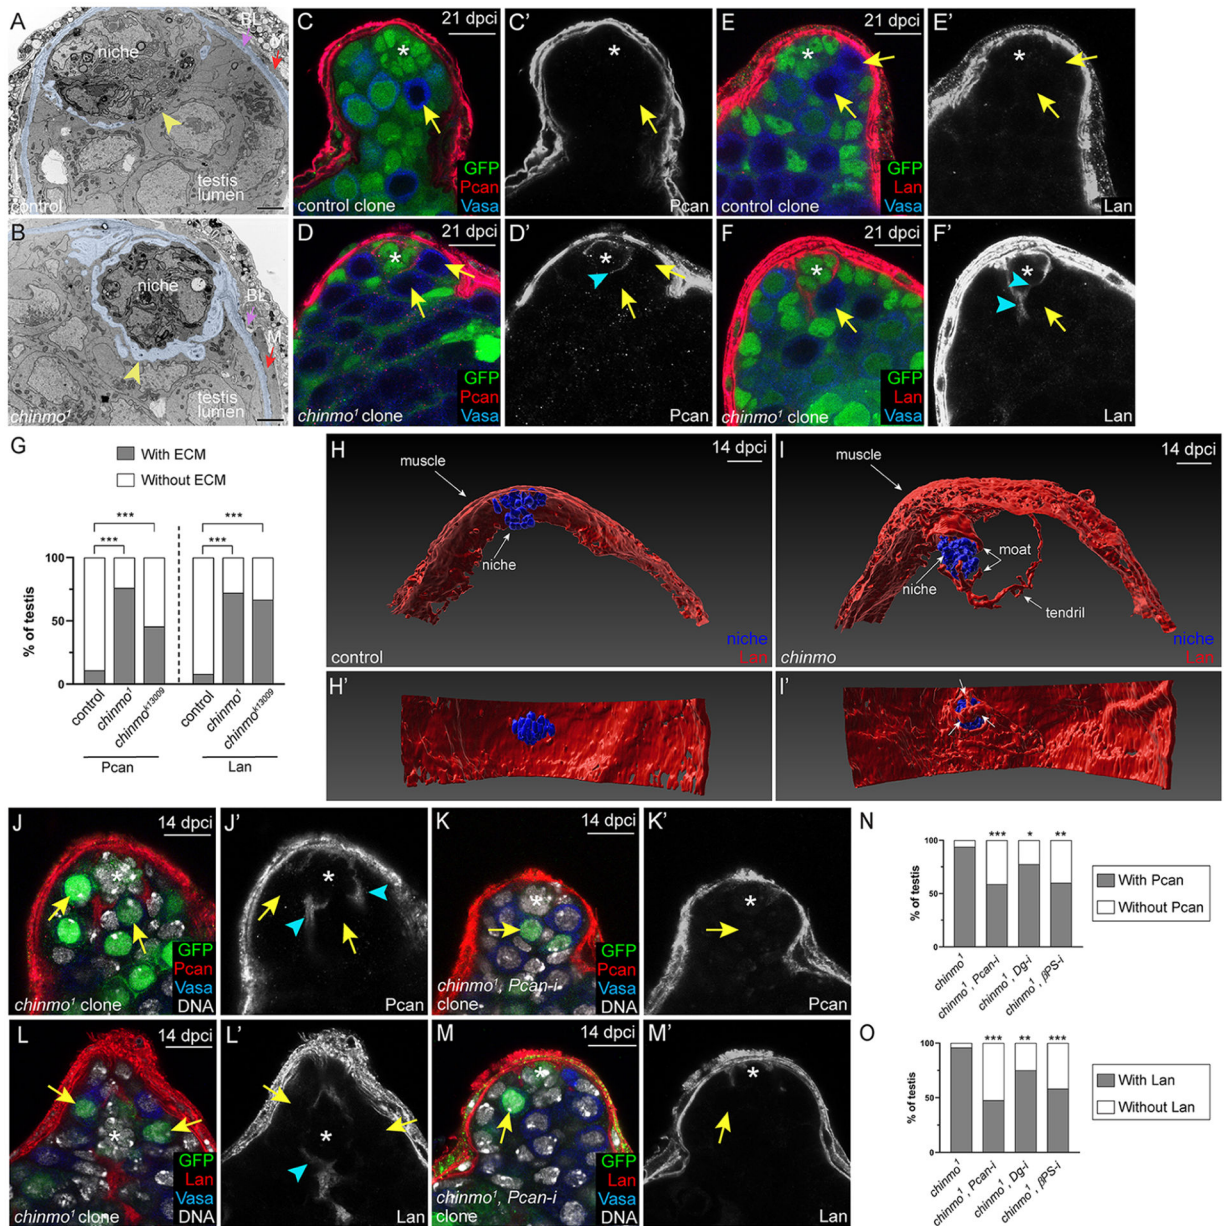 A
niche
BL
M
testis
lumen
control
B
niche
BL
M
testis
lumen
chinmo¹
C
21 dpci
*
GFP
Pcan
Vasa
control clone
C’
*
Pcan
E
21 dpci
*
GFP
Lan
Vasa
control clone
E’
*
Lan
D
21 dpci
*
GFP
Pcan
Vasa
chinmo¹ clone
D’
*
Pcan
F
21 dpci
*
GFP
Lan
Vasa
chinmo¹ clone
F’
*
Lan
G
With ECM
Without ECM
***
***
***
***
100
50
0
% of testis
control
chinmo¹
chinmoᵏ¹³⁰⁰⁹
control
chinmo¹
chinmoᵏ¹³⁰⁰⁹
Pcan
Lan
H
14 dpci
muscle
niche
niche
Lan
control
H’
I
14 dpci
muscle
moat
niche
tendril
niche
Lan
chinmo
I’
J
14 dpci
*
GFP
Pcan
Vasa
DNA
chinmo¹ clone
J’
*
Pcan
K
14 dpci
*
GFP
Pcan
Vasa
DNA
chinmo¹, Pcan-i
clone
K’
*
Pcan
L
14 dpci
*
GFP
Lan
Vasa
DNA
chinmo¹ clone
L’
*
Lan
M
14 dpci
*
GFP
Lan
Vasa
DNA
chinmo¹, Pcan-i
clone
M’
*
Lan
N
*** * **
100
50
0
% of testis
chinmo¹
chinmo¹, Pcan-i
chinmo¹, Dg-i
chinmo¹, βPS-i
With Pcan
Without Pcan
O
*** ** ***
100
50
0
% of testis
chinmo¹
chinmo¹, Pcan-i
chinmo¹, Dg-i
chinmo¹, βPS-i
With Lan
Without Lan